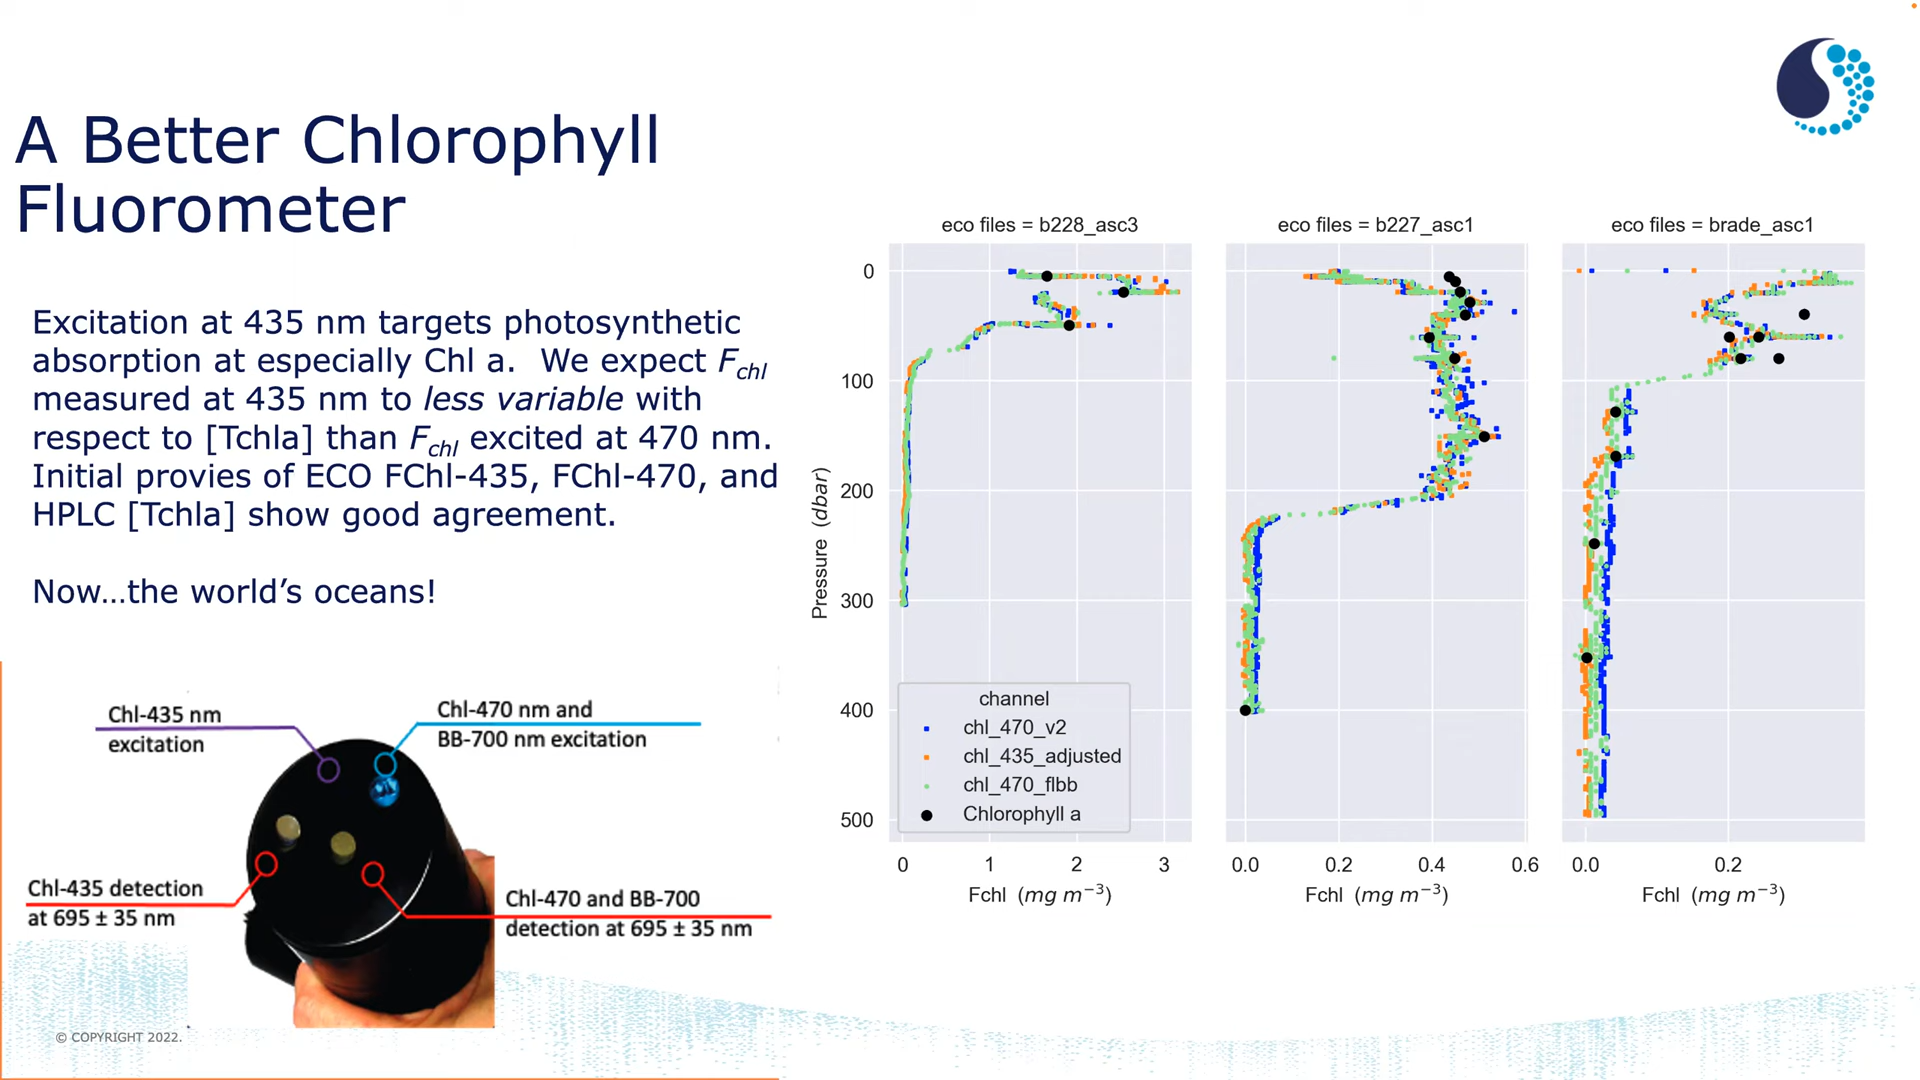 A Better Chlorophyll
Fluorometer
Excitation at 435 nm targets photosynthetic
absorption at especially Chl a.  We expect Fchl
measured at 435 nm to less variable with
respect to [Tchla] than Fchl excited at 470 nm.
Initial provies of ECO FChl-435, FChl-470, and
HPLC [Tchla] show good agreement.
Now...the world's oceans!
Chl-435 nm
excitation
Chl-470 nm and
BB-700 nm excitation
Chl-435 detection
at 695 ± 35 nm
Chl-470 and BB-700
detection at 695 ± 35 nm
© COPYRIGHT 2022.
eco files = b228_asc3
eco files = b227_asc1
eco files = brade_asc1
Pressure (dbar)
0
100
200
300
400
500
channel
chl_470_v2
chl_435_adjusted
chl_470_flbb
Chlorophyll a
0 1 2 3
Fchl (mg m−3)
0.0 0.2 0.4 0.6
Fchl (mg m−3)
0.0 0.2
Fchl (mg m−3)